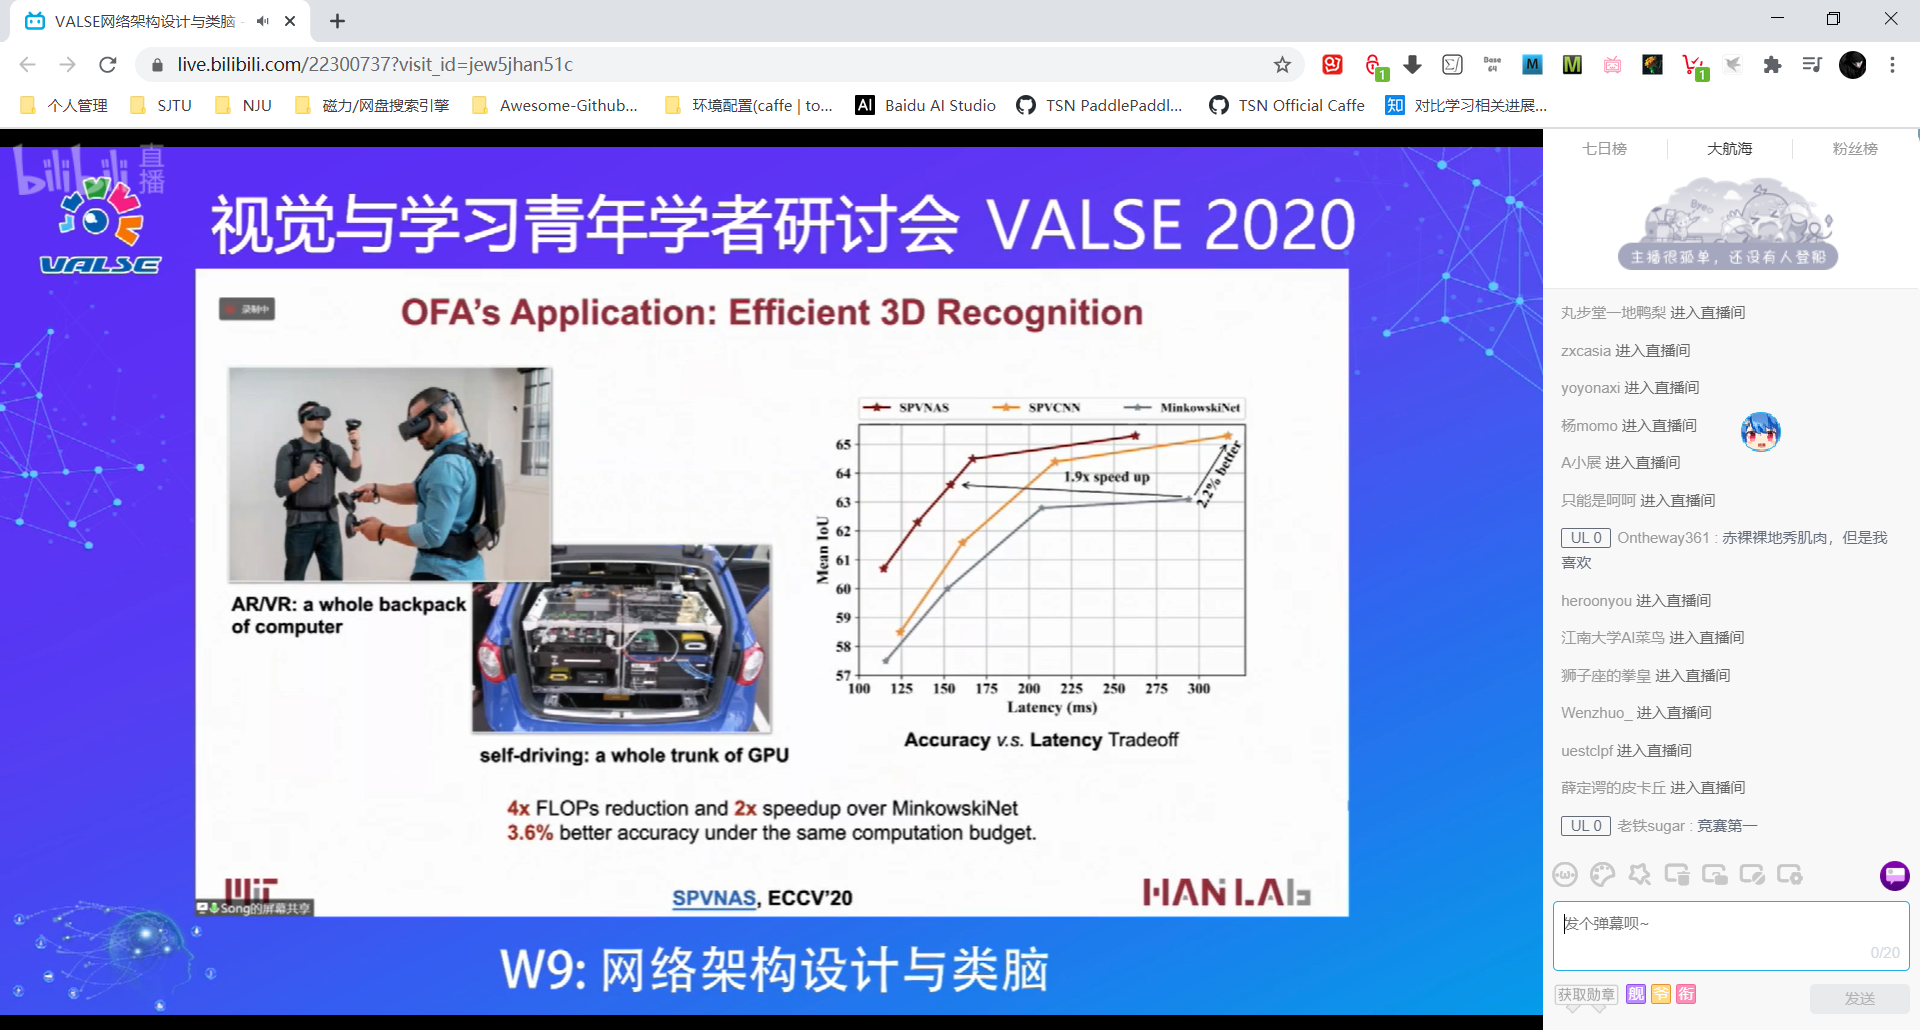 VALSE网络架构设计与类脑
live.bilibili.com/22300737?visit_id=jew5jhan51c
1
Base 64
M
M
1
个人管理
SJTU
NJU
磁力/网盘搜索引擎
Awesome-Github...
环境配置(caffe | to...
AI Baidu AI Studio
TSN PaddlePaddl...
TSN Official Caffe
知 对比学习相关进展...
bilibili 直播
VALSE
视觉与学习青年学者研讨会 VALSE 2020
录制中
OFA's Application: Efficient 3D Recognition
AR/VR: a whole backpack
of computer
self-driving: a whole trunk of GPU
SPVNAS SPVCNN MinkowskiNet
65
64
63
62
61
60
59
58
57
Mean IoU
1.9x speed up
2.2% better
100 125 150 175 200 225 250 275 300
Latency (ms)
Accuracy v.s. Latency Tradeoff
4x FLOPs reduction and 2x speedup over MinkowskiNet
3.6% better accuracy under the same computation budget.
MIT
Song的屏幕共享
SPVNAS, ECCV'20
HAN LAb
W9: 网络架构设计与类脑
七日榜
大航海
粉丝榜
Byeo
主播很孤单，还没有人登船
丸步堂一地鸭梨 进入直播间
zxcasia 进入直播间
yoyonaxi 进入直播间
杨momo 进入直播间
A小展 进入直播间
只能是呵呵 进入直播间
UL 0 Ontheway361 : 赤裸裸地秀肌肉，但是我
喜欢
heroonyou 进入直播间
江南大学AI菜鸟 进入直播间
狮子座的拳皇 进入直播间
Wenzhuo_ 进入直播间
uestclpf 进入直播间
薛定谔的皮卡丘 进入直播间
UL 0 老铁sugar : 竞赛第一
发个弹幕呗~
0/20
获取勋章
舰
爷
衔
发送